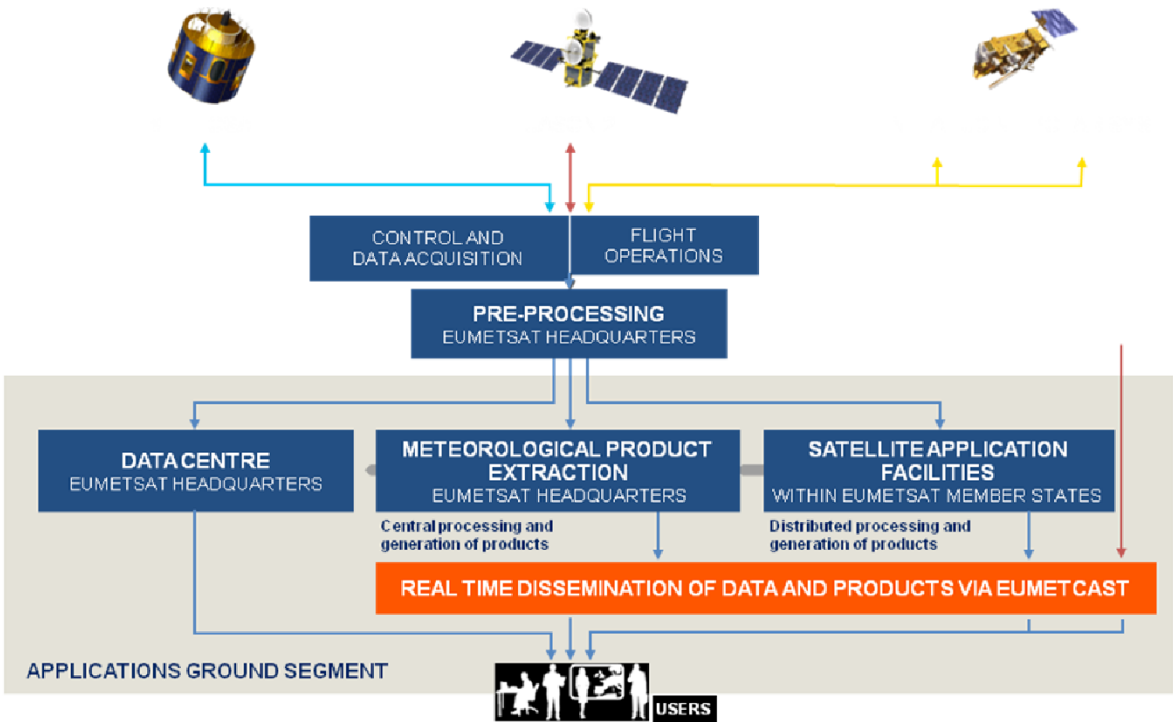 CONTROL AND
DATA ACQUISITION
FLIGHT
OPERATIONS
PRE-PROCESSING
EUMETSAT HEADQUARTERS
DATA CENTRE
EUMETSAT HEADQUARTERS
METEOROLOGICAL PRODUCT
EXTRACTION
EUMETSAT HEADQUARTERS
SATELLITE APPLICATION
FACILITIES
WITHIN EUMETSAT MEMBER STATES
Central processing and
generation of products
Distributed processing and
generation of products
REAL TIME DISSEMINATION OF DATA AND PRODUCTS VIA EUMETCAST
APPLICATIONS GROUND SEGMENT
USERS